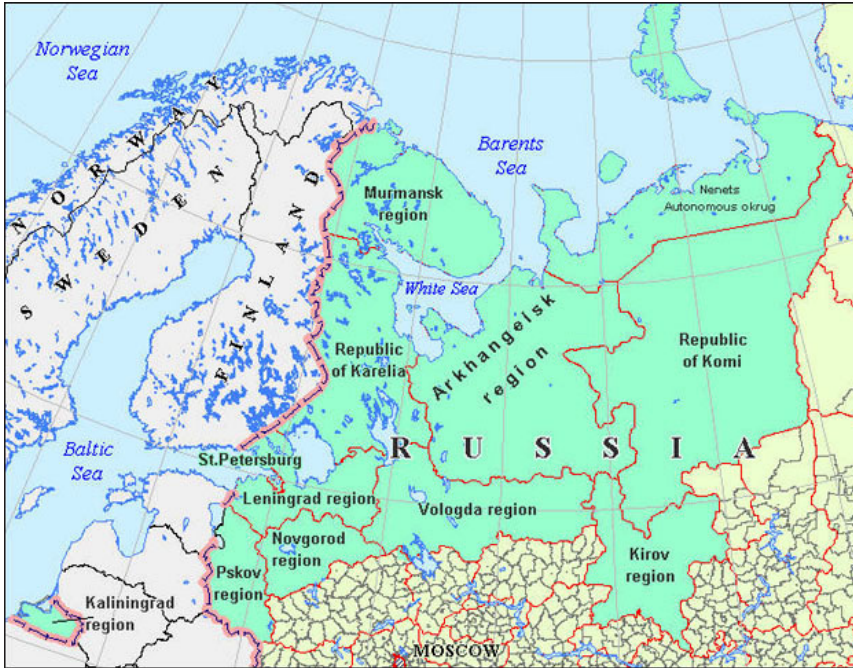 Norwegian
Sea
NORWAY
SWEDEN
FINLAND
Barents
Sea
Nenets
Autonomous okrug
Murmansk
region
White Sea
Arkhangeisk
region
Republic
of Karelia
Republic
of Komi
RUSSIA
Baltic
Sea
St.Petersburg
Leningrad region
Vologda region
Novgorod
region
Pskov
region
Kirov
region
Kaliningrad
region
MOSCOW